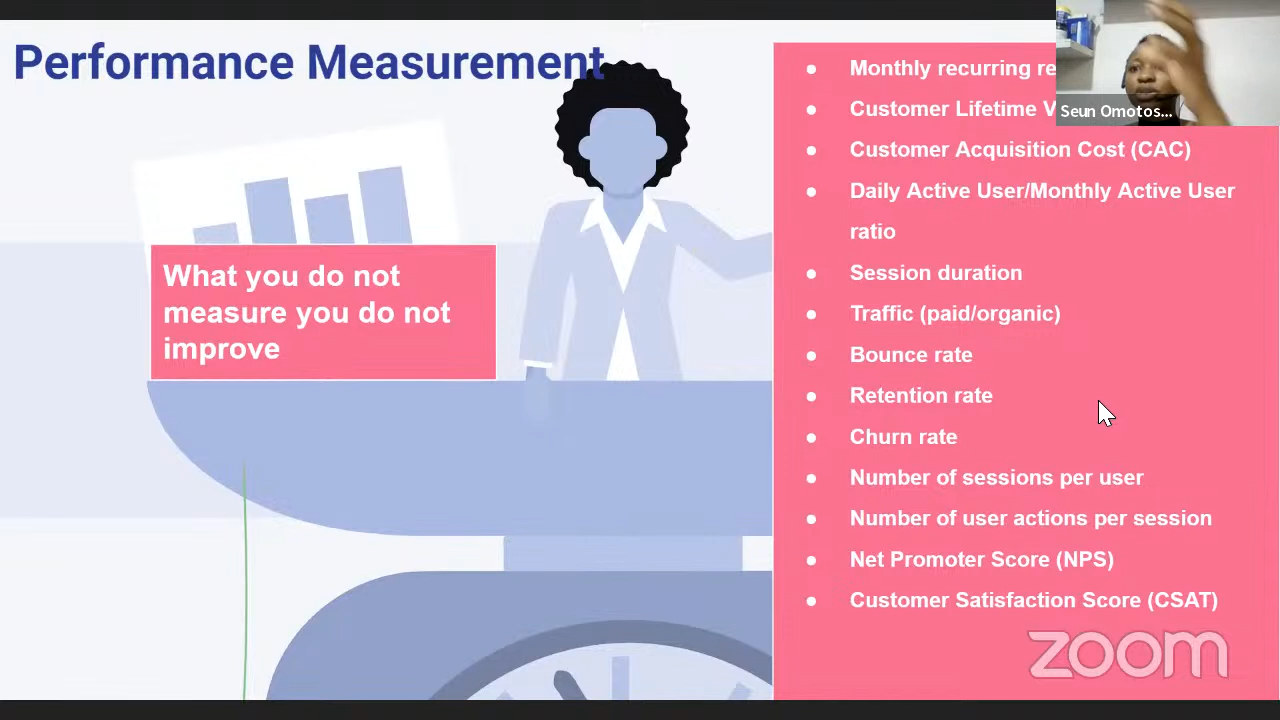 Performance Measurement
What you do not
measure you do not
improve
● Monthly recurring re
● Customer Lifetime V
● Customer Acquisition Cost (CAC)
● Daily Active User/Monthly Active User
ratio
● Session duration
● Traffic (paid/organic)
● Bounce rate
● Retention rate
● Churn rate
● Number of sessions per user
● Number of user actions per session
● Net Promoter Score (NPS)
● Customer Satisfaction Score (CSAT)
Seun Omotos...
zoom